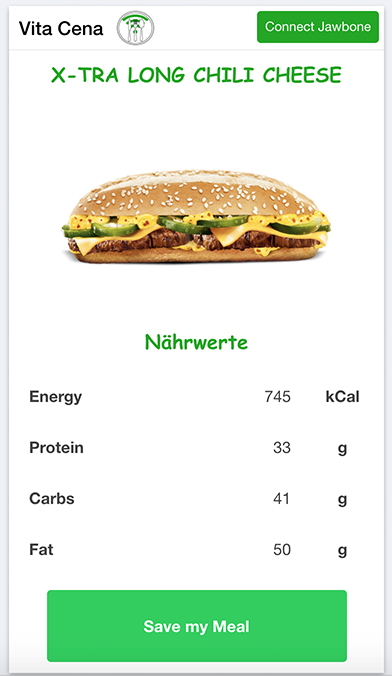 Vita Cena
Connect Jawbone
X-TRA LONG CHILI CHEESE
Nährwerte
Energy 745 kCal
Protein 33 g
Carbs 41 g
Fat 50 g
Save my Meal